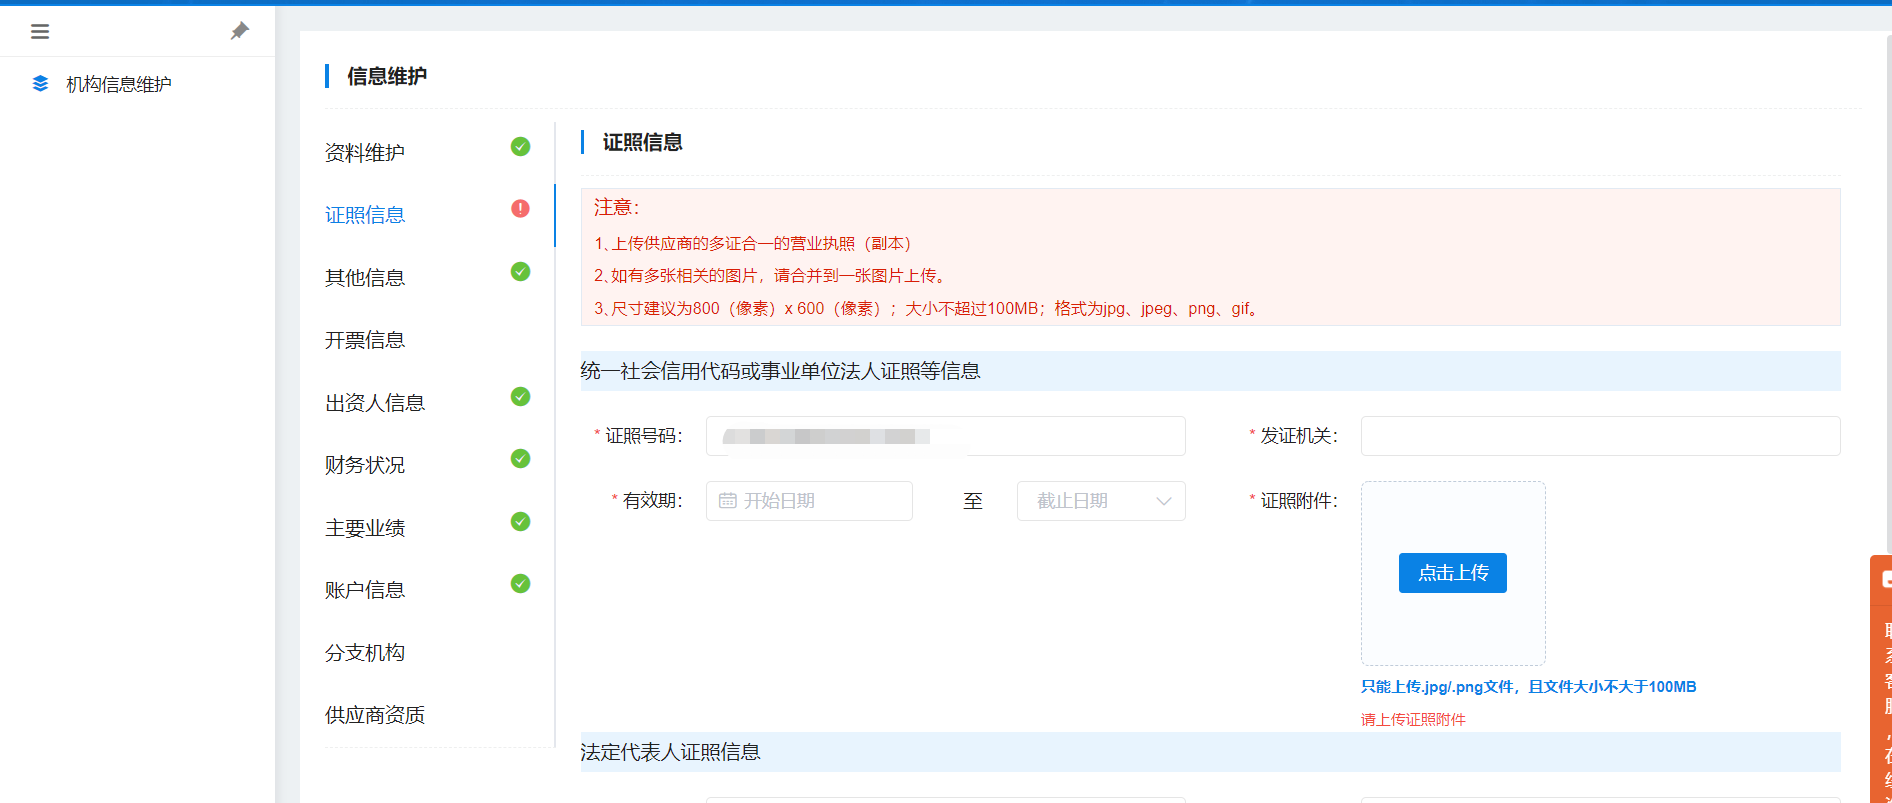 机构信息维护
信息维护
资料维护
证照信息
其他信息
开票信息
出资人信息
财务状况
主要业绩
账户信息
分支机构
供应商资质
证照信息
注意：
1、上传供应商的多证合一的营业执照（副本）
2、如有多张相关的图片，请合并到一张图片上传。
3、尺寸建议为800（像素）x 600（像素）；大小不超过100MB；格式为jpg、jpeg、png、gif。
统一社会信用代码或事业单位法人证照等信息
* 证照号码：
* 发证机关：
* 有效期： 开始日期 至 截止日期
* 证照附件：
点击上传
只能上传.jpg/.png文件，且文件大小不大于100MB
请上传证照附件
法定代表人证照信息